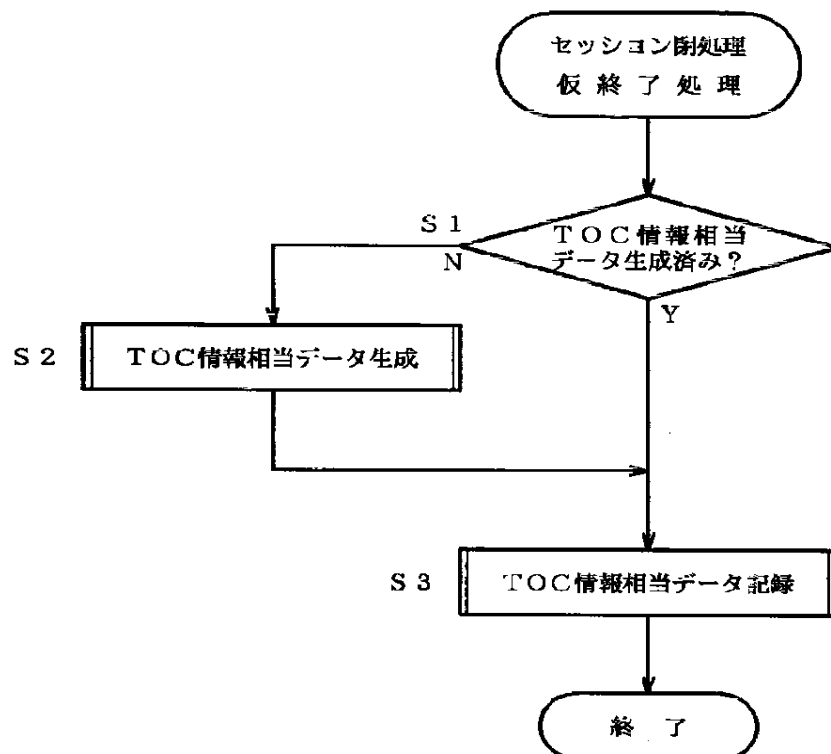 セッション閉処理
仮終了処理
S1
TOC情報相当
データ生成済み?
N
Y
S2
TOC情報相当データ生成
S3
TOC情報相当データ記録
終了